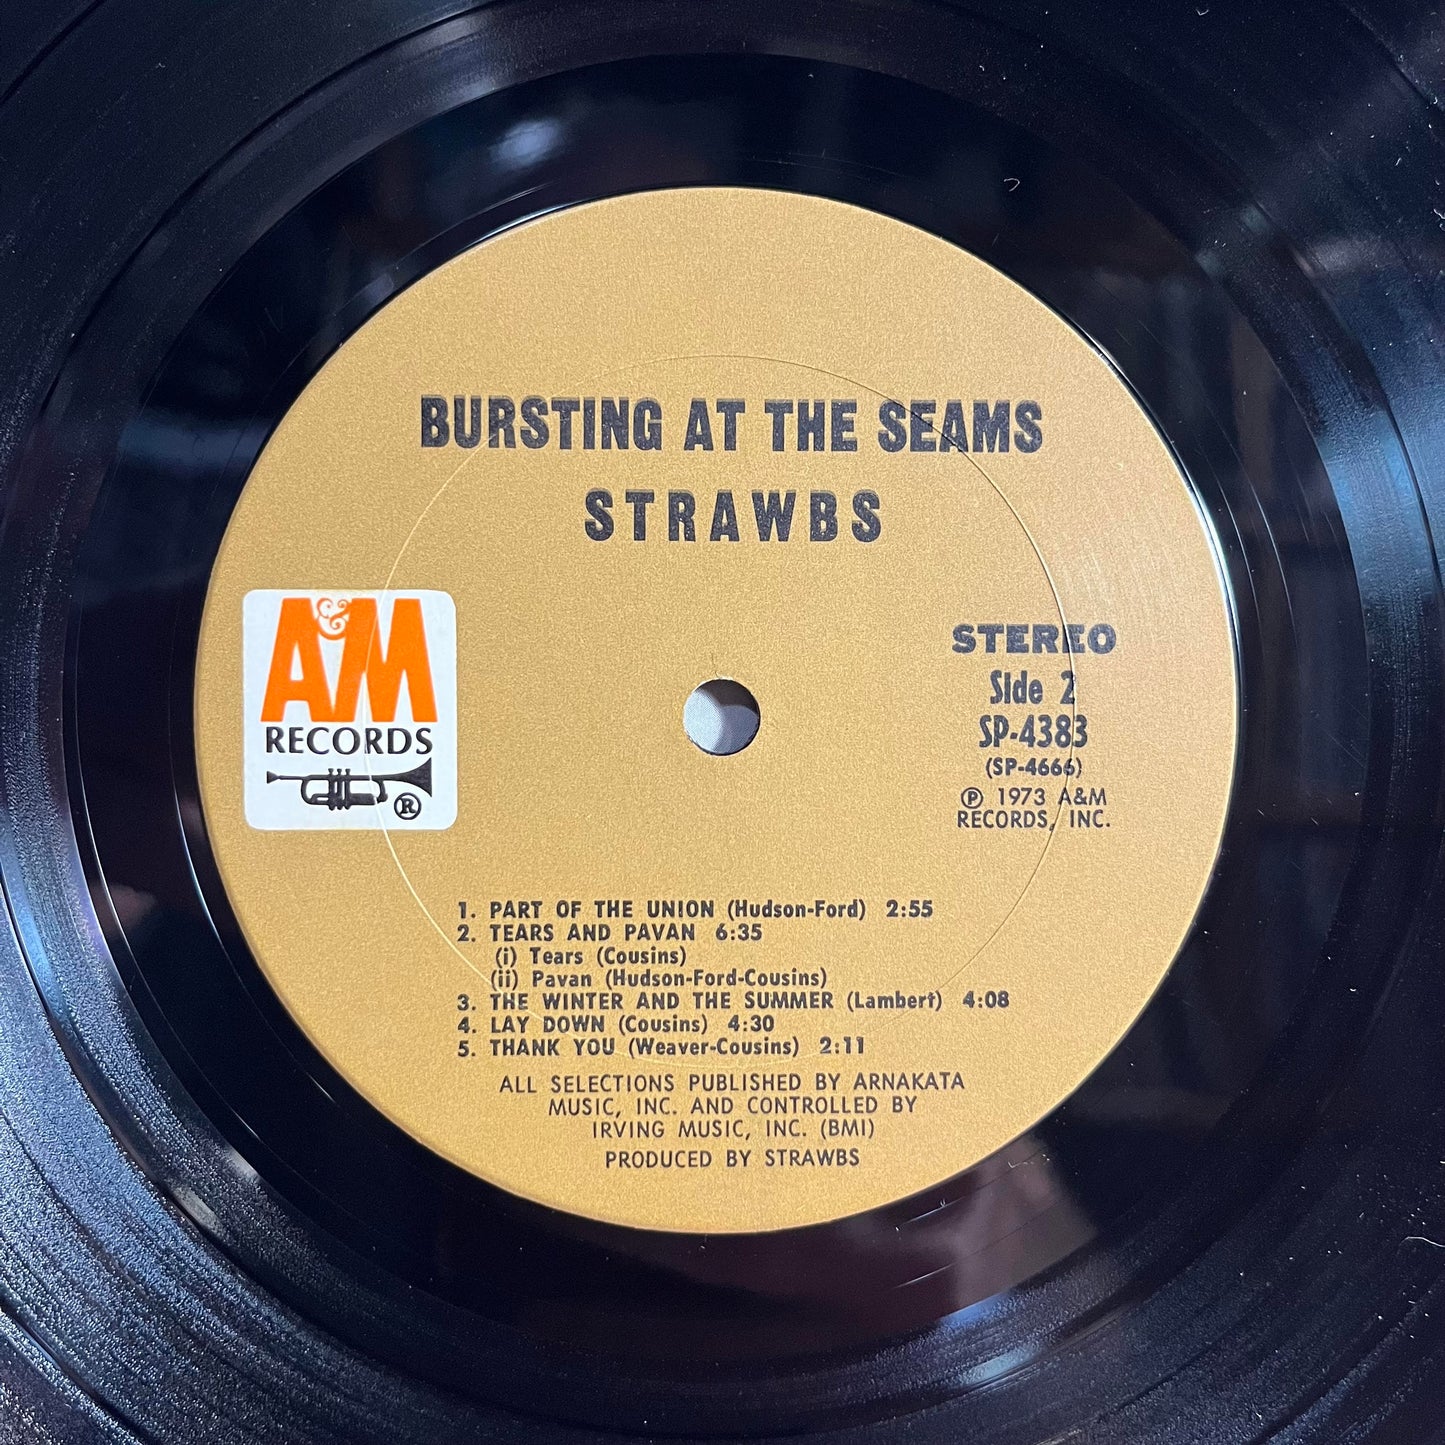 BURSTING AT THE SEAMS
STRAWBS
A&M
RECORDS
®
STEREO
Side 2
SP-4383
(SP-4666)
℗ 1973 A&M
RECORDS, INC.
1. PART OF THE UNION (Hudson-Ford) 2:55
2. TEARS AND PAVAN 6:35
(i) Tears (Cousins)
(ii) Pavan (Hudson-Ford-Cousins)
3. THE WINTER AND THE SUMMER (Lambert) 4:08
4. LAY DOWN (Cousins) 4:30
5. THANK YOU (Weaver-Cousins) 2:11
ALL SELECTIONS PUBLISHED BY ARNAKATA
MUSIC, INC. AND CONTROLLED BY
IRVING MUSIC, INC. (BMI)
PRODUCED BY STRAWBS